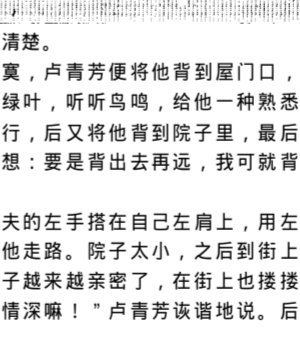 清楚。
寞，卢青芳便将他背到屋门口，
绿叶，听听鸟鸣，给他一种熟悉
行，后又将他背到院子里，最后
想：要是背出去再远，我可就背
夫的左手搭在自己左肩上，用左
他走路。院子太小，之后到街上
子越来越亲密了，在街上也搂搂
情深嘛！”卢青芳诙谐地说。后